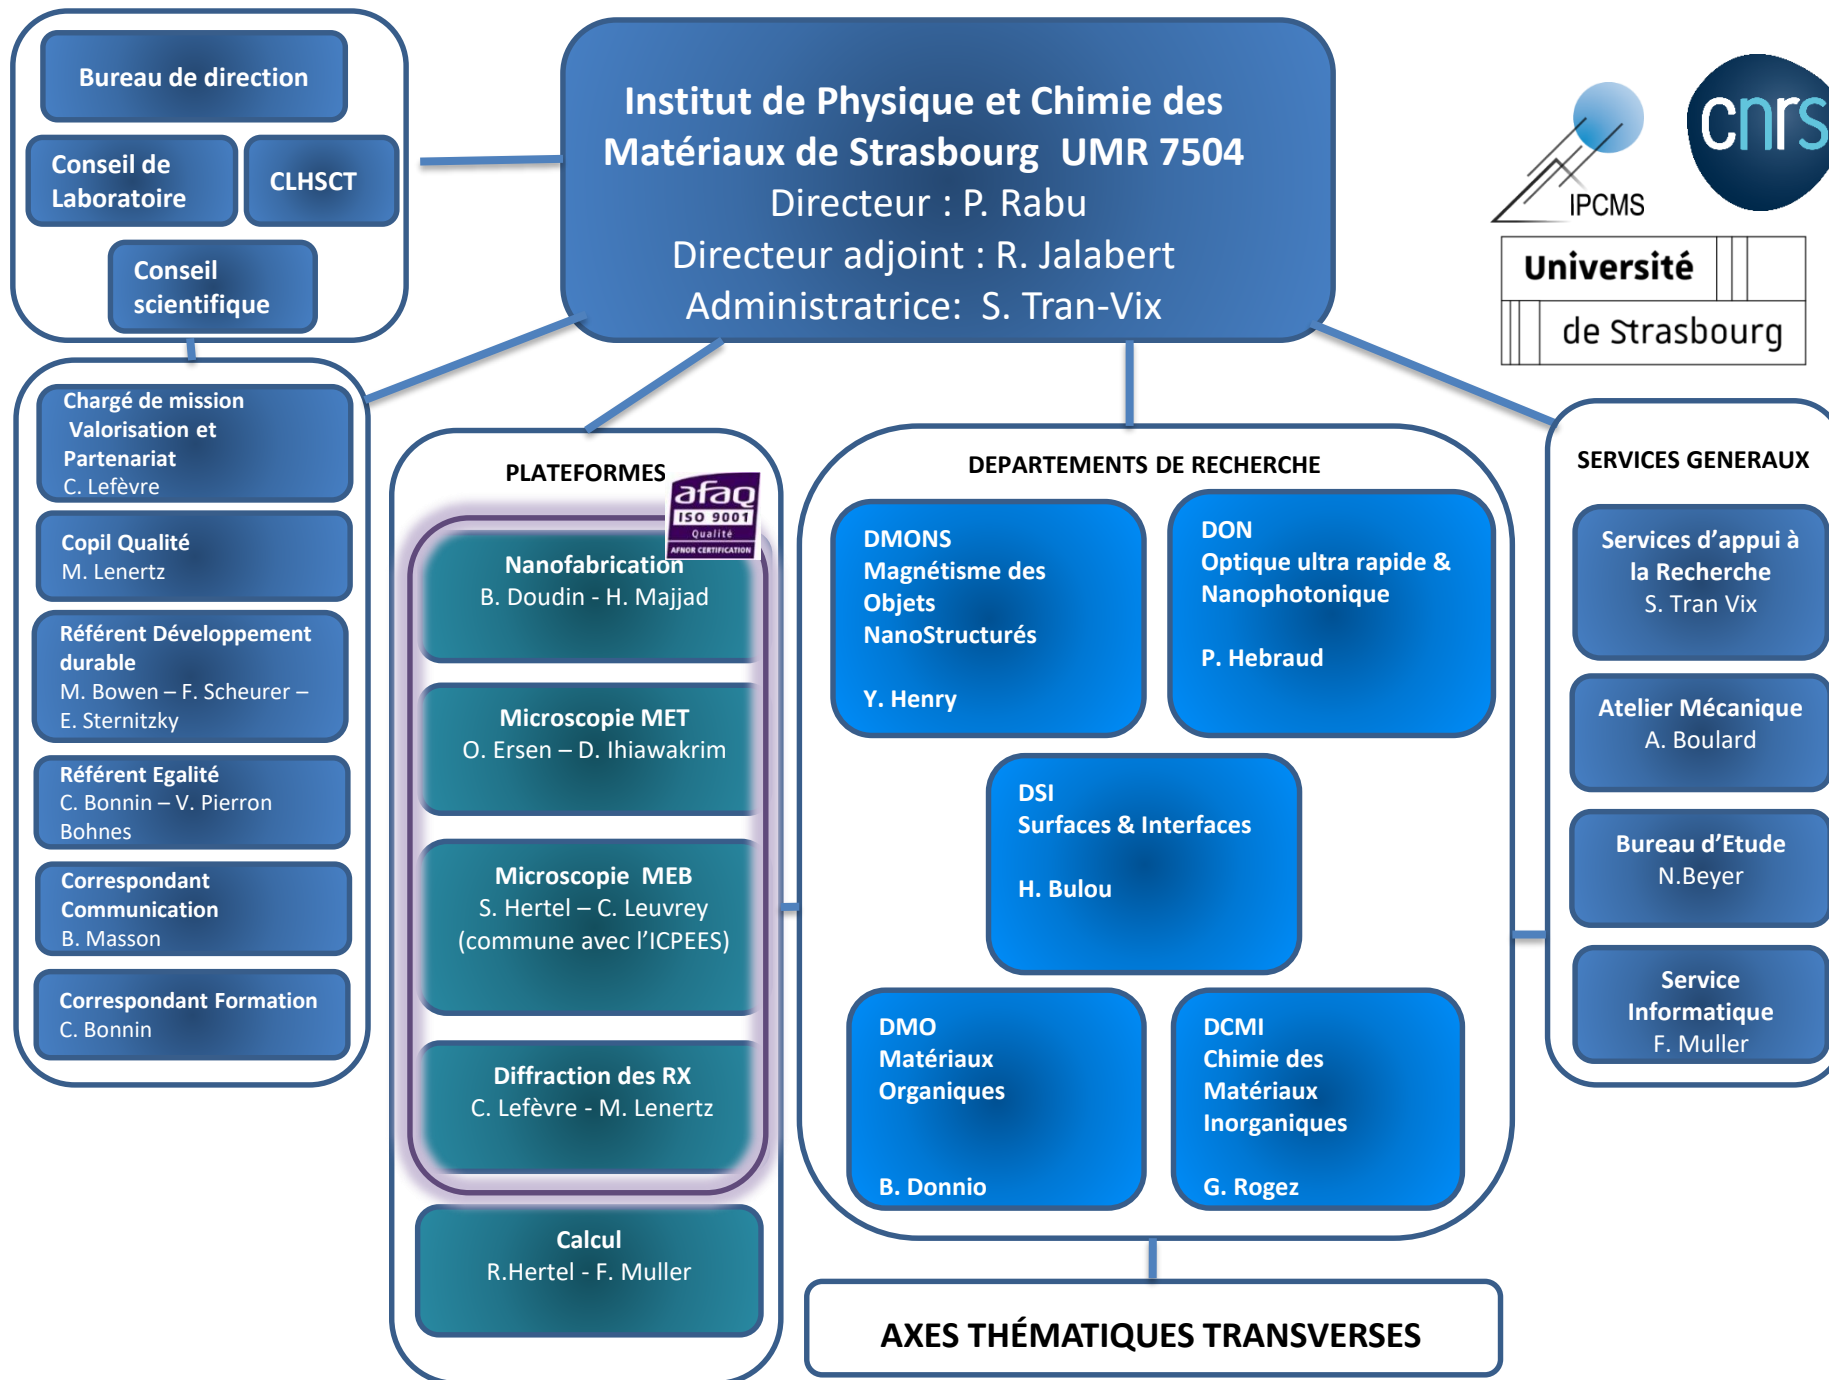 Bureau de direction
Conseil de
Laboratoire
CLHSCT
Conseil
scientifique
Institut de Physique et Chimie des
Matériaux de Strasbourg  UMR 7504
Directeur : P. Rabu
Directeur adjoint : R. Jalabert
Administratrice:  S. Tran-Vix
IPCMS
cnrs
Université
de Strasbourg
Chargé de mission
Valorisation et
Partenariat
C. Lefèvre
Copil Qualité
M. Lenertz
Référent Développement
durable
M. Bowen – F. Scheurer –
E. Sternitzky
Référent Egalité
C. Bonnin – V. Pierron
Bohnes
Correspondant
Communication
B. Masson
Correspondant Formation
C. Bonnin
PLATEFORMES
afaq
ISO 9001
Qualité
AFNOR CERTIFICATION
Nanofabrication
B. Doudin - H. Majjad
Microscopie MET
O. Ersen – D. Ihiawakrim
Microscopie  MEB
S. Hertel – C. Leuvrey
(commune avec l’ICPEES)
Diffraction des RX
C. Lefèvre - M. Lenertz
Calcul
R.Hertel - F. Muller
DEPARTEMENTS DE RECHERCHE
DMONS
Magnétisme des
Objets
NanoStructurés
Y. Henry
DON
Optique ultra rapide &
Nanophotonique
P. Hebraud
DSI
Surfaces & Interfaces
H. Bulou
DMO
Matériaux
Organiques
B. Donnio
DCMI
Chimie des
Matériaux
Inorganiques
G. Rogez
AXES THÉMATIQUES TRANSVERSES
SERVICES GENERAUX
Services d’appui à
la Recherche
S. Tran Vix
Atelier Mécanique
A. Boulard
Bureau d’Etude
N.Beyer
Service
Informatique
F. Muller